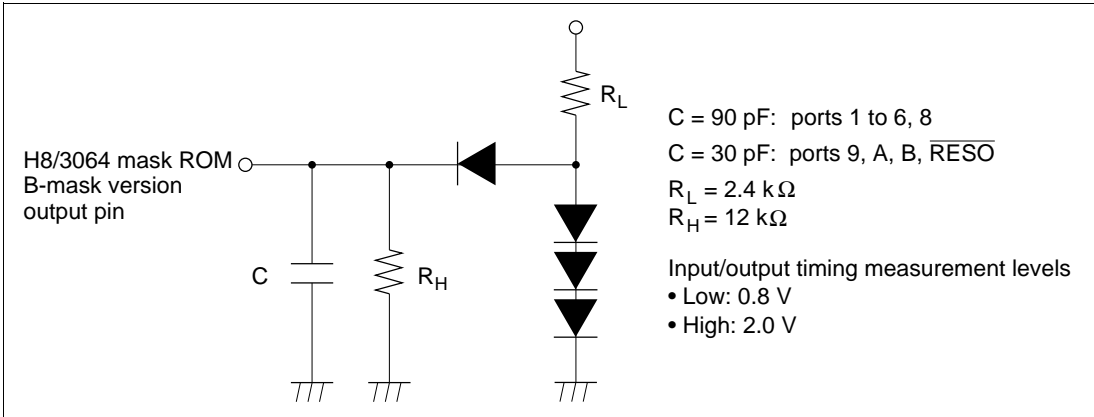 R_L
C = 90 pF: ports 1 to 6, 8
H8/3064 mask ROM
B-mask version
output pin
C = 30 pF: ports 9, A, B, R̅E̅S̅O̅
R_L = 2.4 kΩ
R_H = 12 kΩ
C
R_H
Input/output timing measurement levels
• Low: 0.8 V
• High: 2.0 V